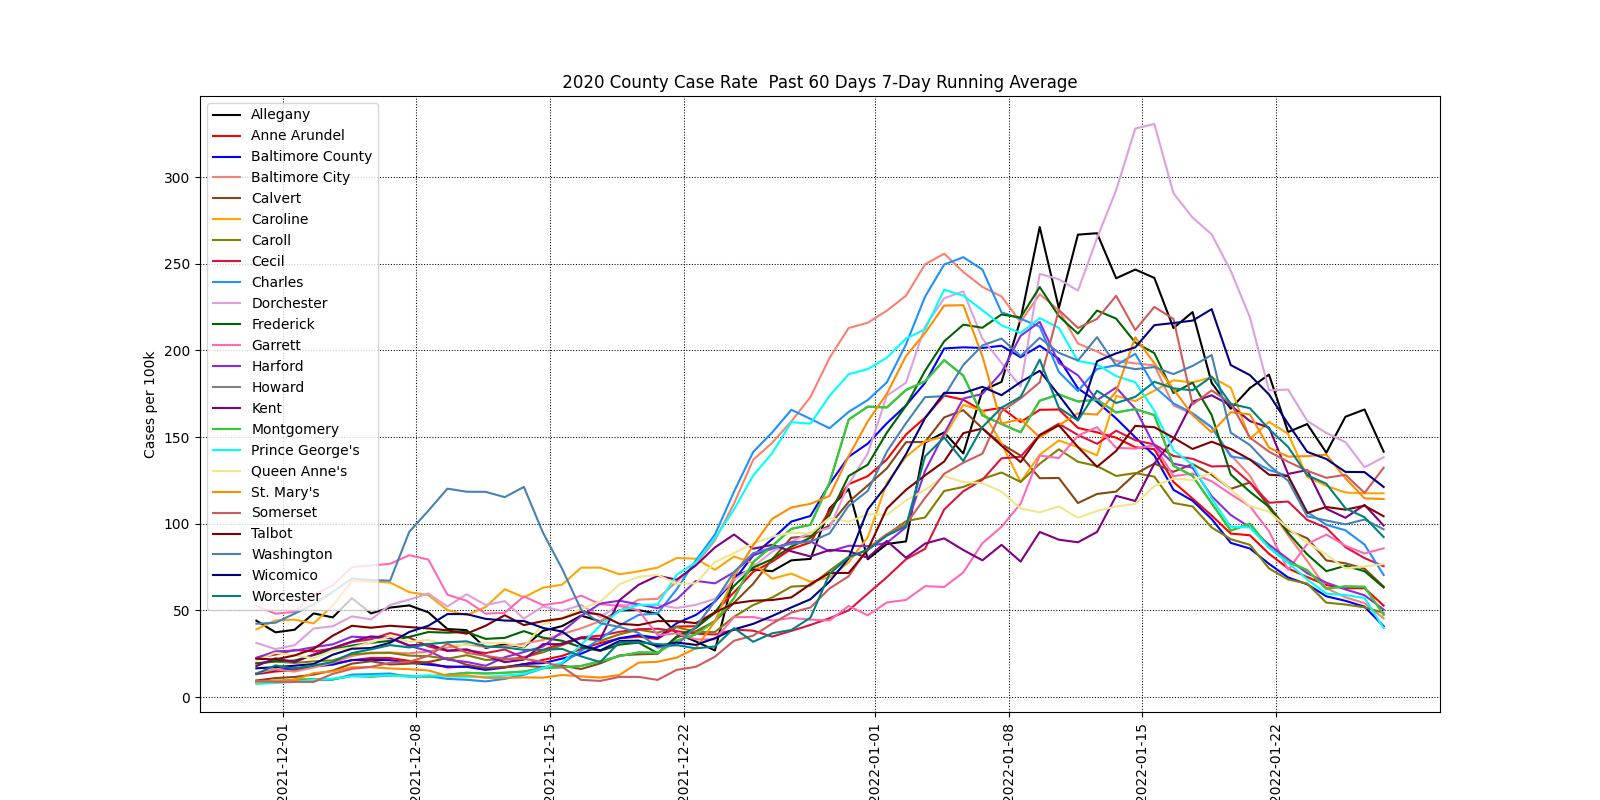 2020 County Case Rate  Past 60 Days 7-Day Running Average
Cases per 100k
300
250
200
150
100
50
0
Allegany
Anne Arundel
Baltimore County
Baltimore City
Calvert
Caroline
Caroll
Cecil
Charles
Dorchester
Frederick
Garrett
Harford
Howard
Kent
Montgomery
Prince George's
Queen Anne's
St. Mary's
Somerset
Talbot
Washington
Wicomico
Worcester
2021-12-01
2021-12-08
2021-12-15
2021-12-22
2022-01-01
2022-01-08
2022-01-15
2022-01-22